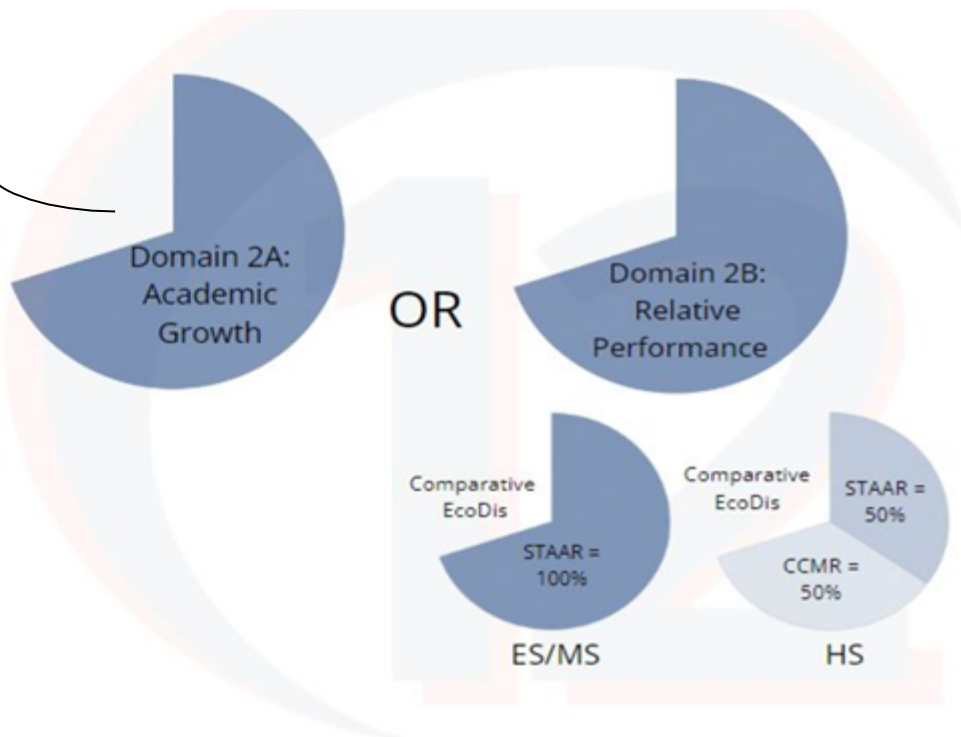 Domain 2A:
Academic
Growth
OR
Domain 2B:
Relative
Performance
Comparative
EcoDis
STAAR =
100%
ES/MS
Comparative
EcoDis
STAAR =
50%
CCMR =
50%
HS